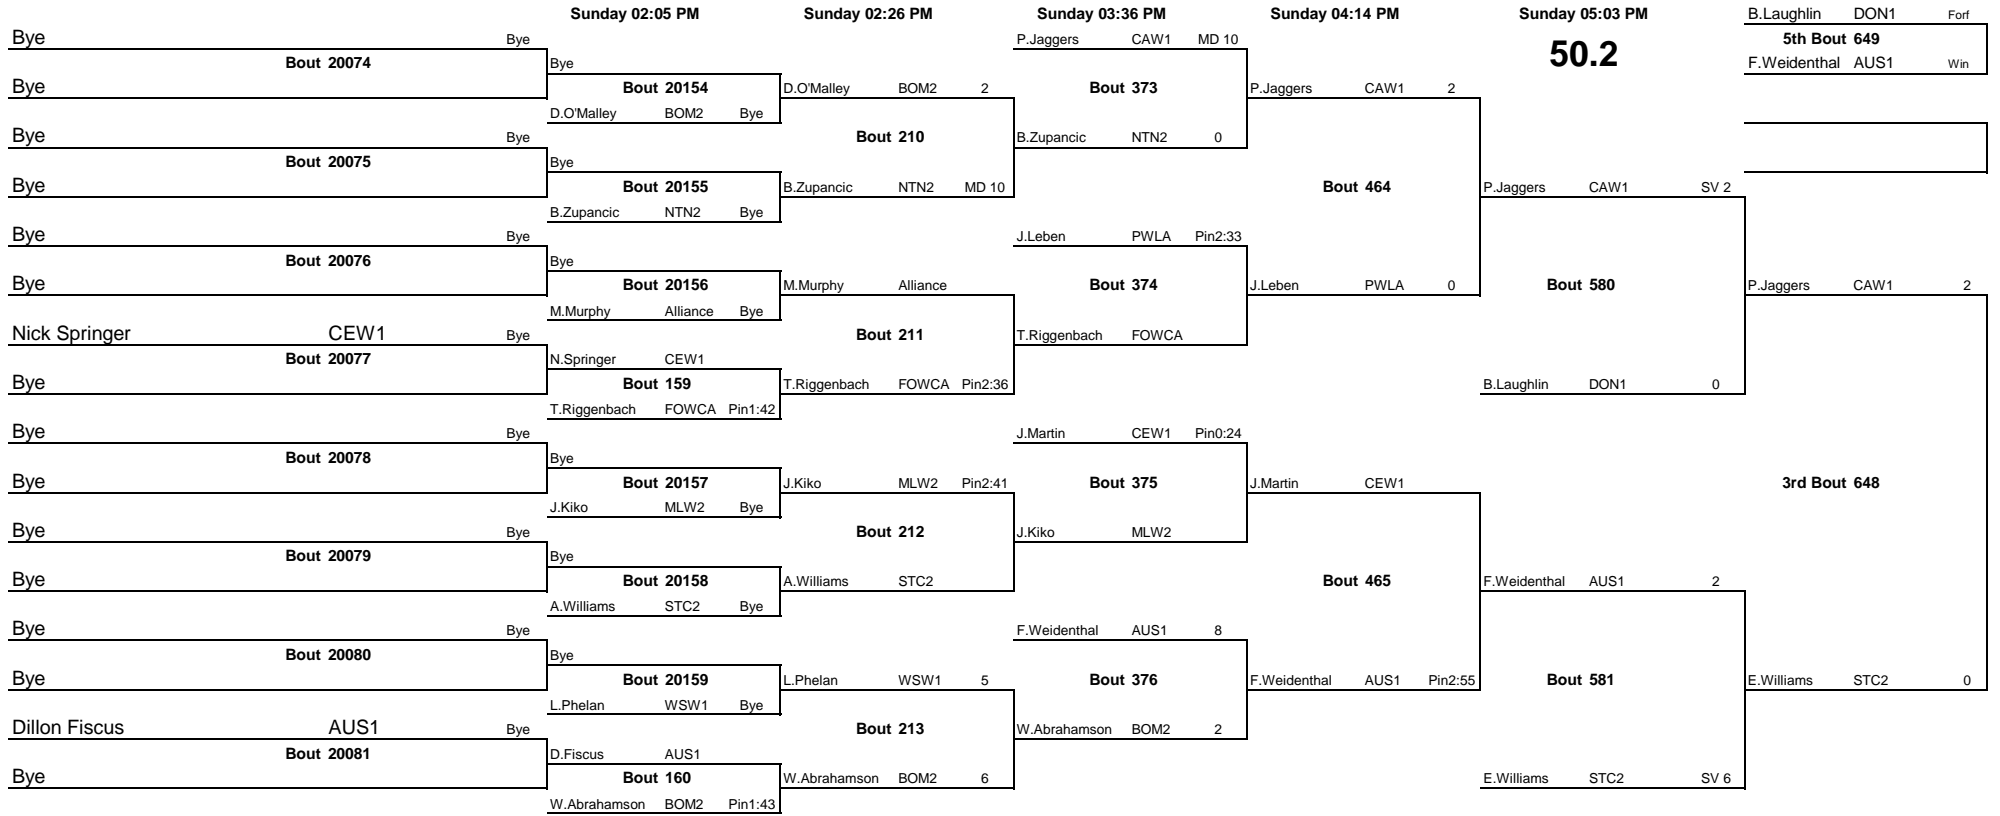 Sunday 02:05 PM Sunday 02:26 PM Sunday 03:36 PM Sunday 04:14 PM Sunday 05:03 PM B.Laughlin DON1 Forf
Bye Bye P.Jaggers CAW1 MD 10 50.2 5th Bout 649
Bout 20074 Bye F.Weidenthal AUS1 Win
Bye Bout 20154 D.O'Malley BOM2 2 Bout 373 P.Jaggers CAW1 2
D.O'Malley BOM2 Bye
Bye Bye Bout 210 B.Zupancic NTN2 0
Bout 20075 Bye
Bye Bout 20155 B.Zupancic NTN2 MD 10 Bout 464 P.Jaggers CAW1 SV 2
B.Zupancic NTN2 Bye
Bye Bye J.Leben PWLA Pin2:33
Bout 20076 Bye
Bye Bout 20156 M.Murphy Alliance Bout 374 J.Leben PWLA 0 Bout 580 P.Jaggers CAW1 2
M.Murphy Alliance Bye
Nick Springer CEW1 Bye Bout 211 T.Riggenbach FOWCA
Bout 20077 N.Springer CEW1
Bye Bout 159 T.Riggenbach FOWCA Pin2:36 B.Laughlin DON1 0
T.Riggenbach FOWCA Pin1:42
Bye Bye J.Martin CEW1 Pin0:24
Bout 20078 Bye
Bye Bout 20157 J.Kiko MLW2 Pin2:41 Bout 375 J.Martin CEW1 3rd Bout 648
J.Kiko MLW2 Bye
Bye Bye Bout 212 J.Kiko MLW2
Bout 20079 Bye
Bye Bout 20158 A.Williams STC2 Bout 465 F.Weidenthal AUS1 2
A.Williams STC2 Bye
Bye Bye F.Weidenthal AUS1 8
Bout 20080 Bye
Bye Bout 20159 L.Phelan WSW1 5 Bout 376 F.Weidenthal AUS1 Pin2:55 Bout 581 E.Williams STC2 0
L.Phelan WSW1 Bye
Dillon Fiscus AUS1 Bye Bout 213 W.Abrahamson BOM2 2
Bout 20081 D.Fiscus AUS1
Bye Bout 160 W.Abrahamson BOM2 6 E.Williams STC2 SV 6
W.Abrahamson BOM2 Pin1:43